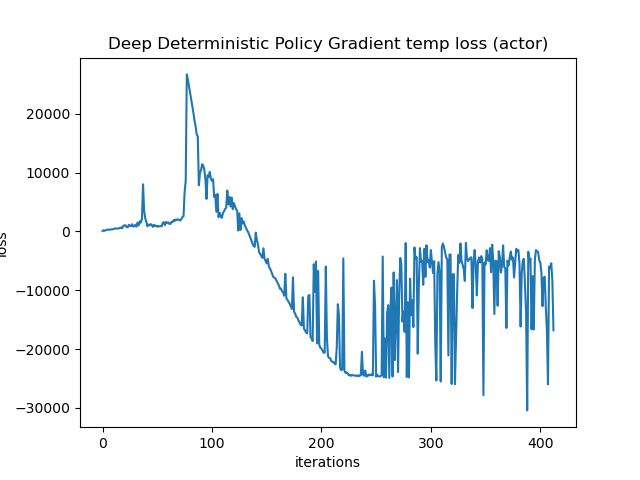 Deep Deterministic Policy Gradient temp loss (actor)
20000
10000
0
−10000
−20000
−30000
loss
0 100 200 300 400
iterations